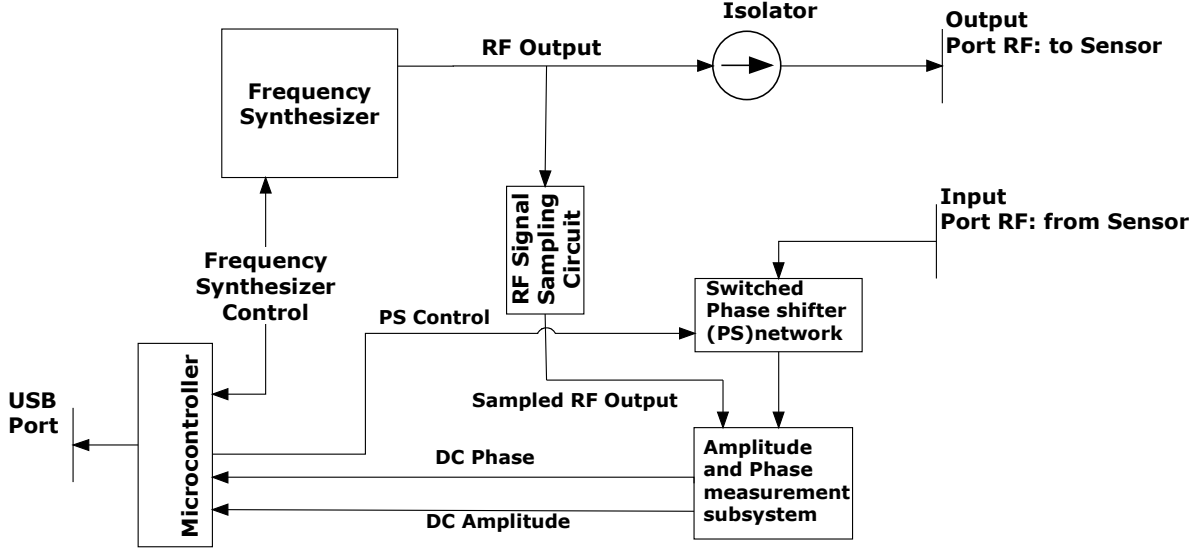 Isolator
Output
Port RF: to Sensor
RF Output
Frequency
Synthesizer
RF Signal
Sampling
Circuit
Input
Port RF: from Sensor
Frequency
Synthesizer
Control
Switched
Phase shifter
(PS)network
PS Control
USB
Port
Microcontroller
Sampled RF Output
Amplitude
and Phase
measurement
subsystem
DC Phase
DC Amplitude